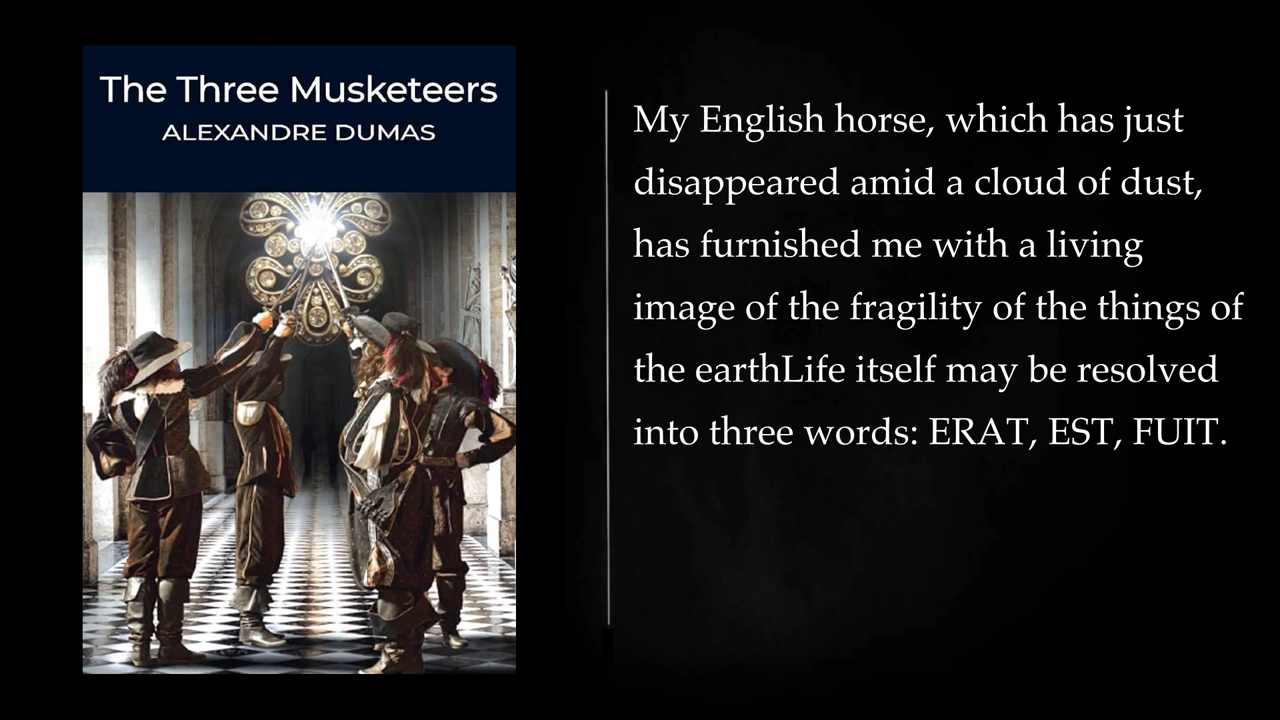 The Three Musketeers
ALEXANDRE DUMAS
My English horse, which has just
disappeared amid a cloud of dust,
has furnished me with a living
image of the fragility of the things of
the earthLife itself may be resolved
into three words: ERAT, EST, FUIT.